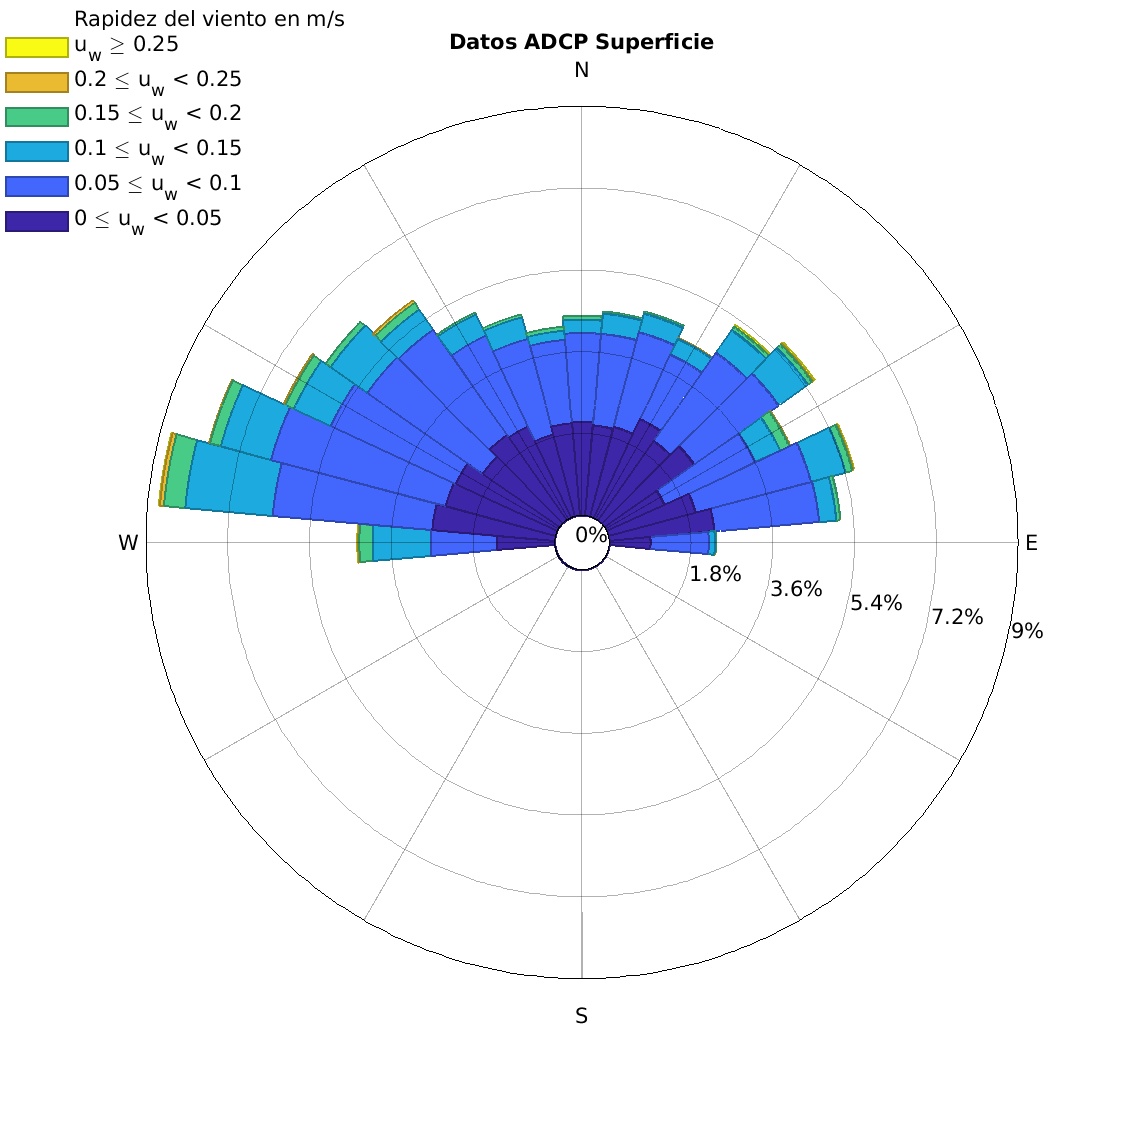 Rapidez del viento en m/s
u_w ≥ 0.25
0.2 ≤ u_w < 0.25
0.15 ≤ u_w < 0.2
0.1 ≤ u_w < 0.15
0.05 ≤ u_w < 0.1
0 ≤ u_w < 0.05
Datos ADCP Superficie
N
W
E
0%
1.8%
3.6%
5.4%
7.2%
9%
S